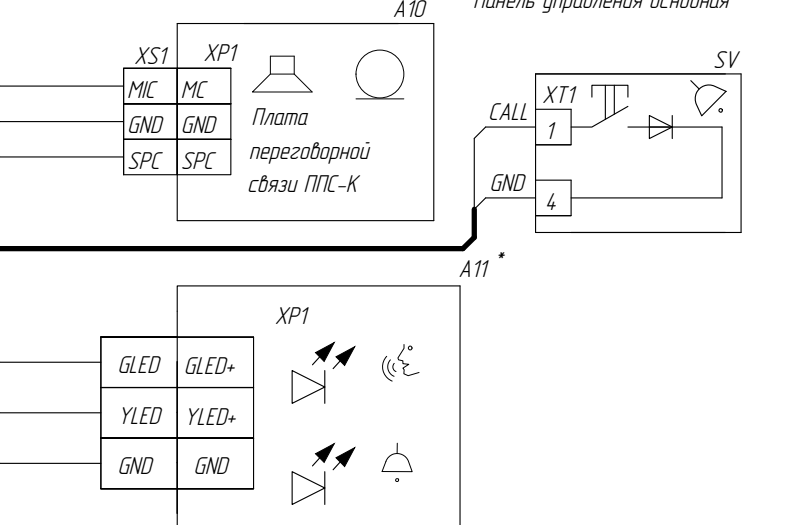 A10
Панель управления основная
XS1 XP1
SV
MIC MC
XT1
CALL 1
GND GND
Плата
переговорной
SPC SPC
связи ППС-К
GND 4
A11 *
XP1
GLED GLED+
YLED YLED+
GND GND